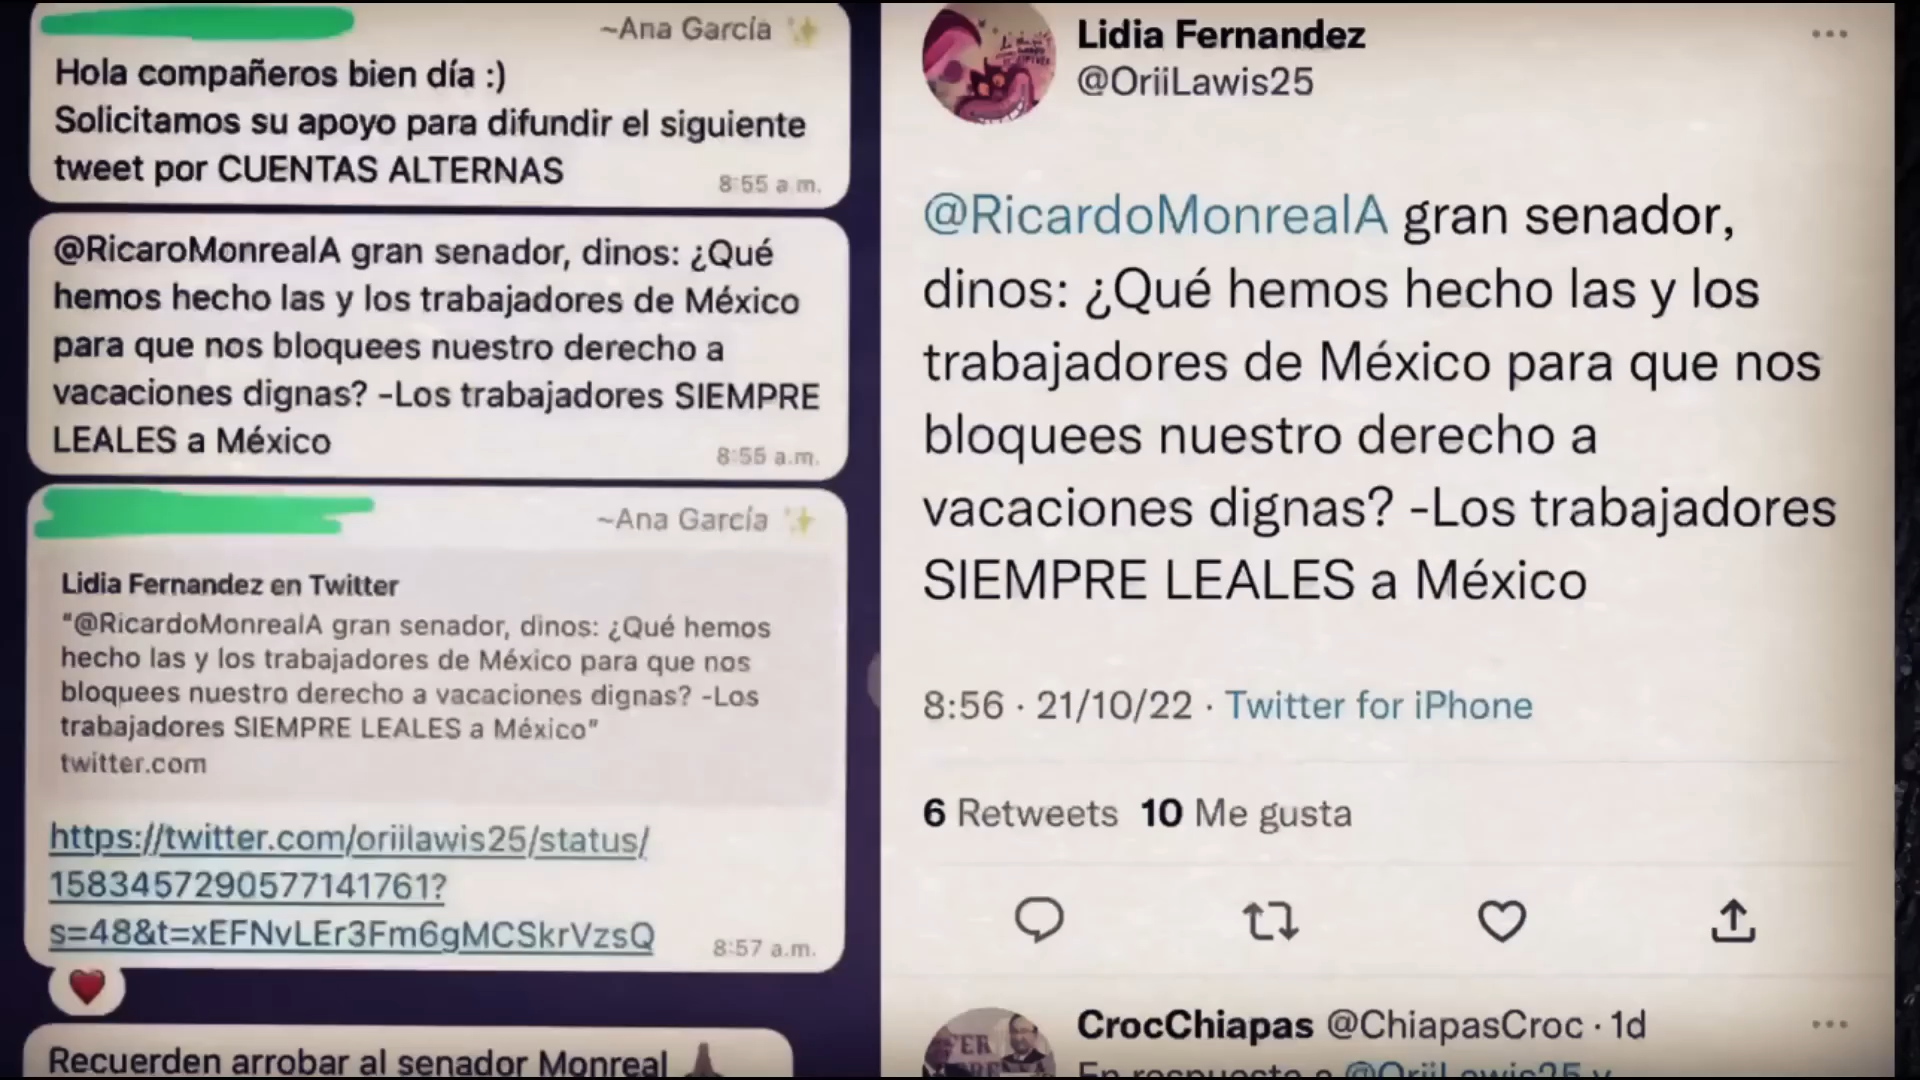 ~Ana García
Hola compañeros bien día :)
Solicitamos su apoyo para difundir el siguiente
tweet por CUENTAS ALTERNAS
8:55 a.m.
@RicaroMonrealA gran senador, dinos: ¿Qué
hemos hecho las y los trabajadores de México
para que nos bloquees nuestro derecho a
vacaciones dignas? -Los trabajadores SIEMPRE
LEALES a México
8:55 a.m.
~Ana García
Lidia Fernandez en Twitter
"@RicardoMonrealA gran senador, dinos: ¿Qué hemos
hecho las y los trabajadores de México para que nos
bloquees nuestro derecho a vacaciones dignas? -Los
trabajadores SIEMPRE LEALES a México"
twitter.com
https://twitter.com/oriilawis25/status/
1583457290577141761?
s=48&t=xEFNvLEr3Fm6gMCSkrVzsQ
8:57 a.m.
Recuerden arrobar al senador Monreal
Lidia Fernandez
@OriiLawis25
@RicardoMonrealA gran senador,
dinos: ¿Qué hemos hecho las y los
trabajadores de México para que nos
bloquees nuestro derecho a
vacaciones dignas? -Los trabajadores
SIEMPRE LEALES a México
8:56 · 21/10/22 · Twitter for iPhone
6 Retweets 10 Me gusta
CrocChiapas @ChiapasCroc · 1d
En respuesta a @OriiLawis25 y